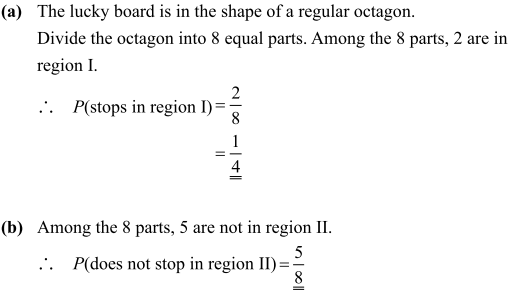 (a) The lucky board is in the shape of a regular octagon.
Divide the octagon into 8 equal parts. Among the 8 parts, 2 are in
region I.
∴ P(stops in region I) = 2/8
= 1/4
(b) Among the 8 parts, 5 are not in region II.
∴ P(does not stop in region II) = 5/8